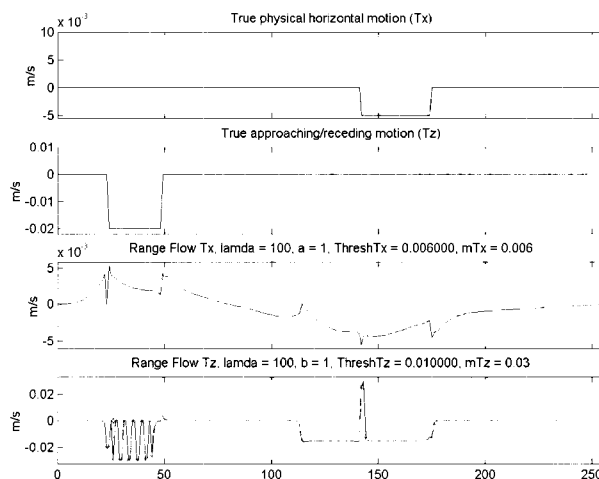 True physical horizontal motion (Tx)
x 10⁻³
10
5
0
-5
m/s
True approaching/receding motion (Tz)
0.01
0
-0.01
-0.02
m/s
Range Flow Tx, lamda = 100, a = 1, ThreshTx = 0.006000, mTx = 0.006
x 10⁻³
5
0
-5
m/s
Range Flow Tz, lamda = 100, b = 1, ThreshTz = 0.010000, mTz = 0.03
0.02
0
-0.02
m/s
0 50 100 150 200 250